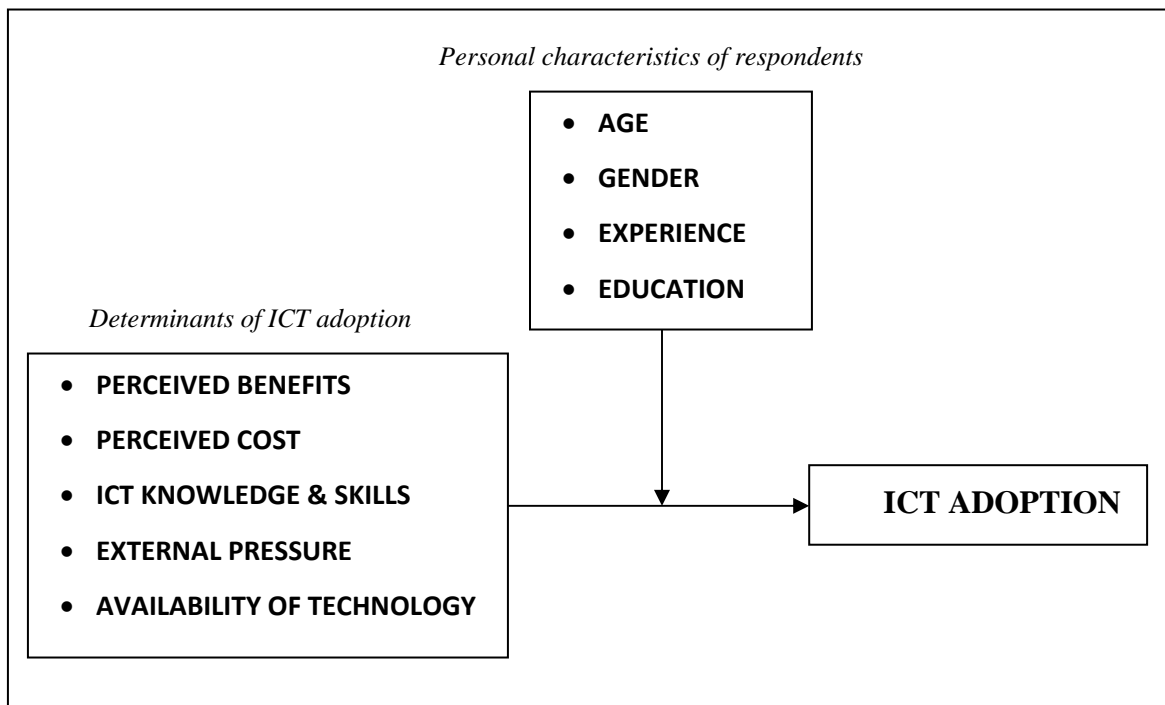 Personal characteristics of respondents
• AGE
• GENDER
• EXPERIENCE
• EDUCATION
Determinants of ICT adoption
• PERCEIVED BENEFITS
• PERCEIVED COST
• ICT KNOWLEDGE & SKILLS
• EXTERNAL PRESSURE
• AVAILABILITY OF TECHNOLOGY
ICT ADOPTION